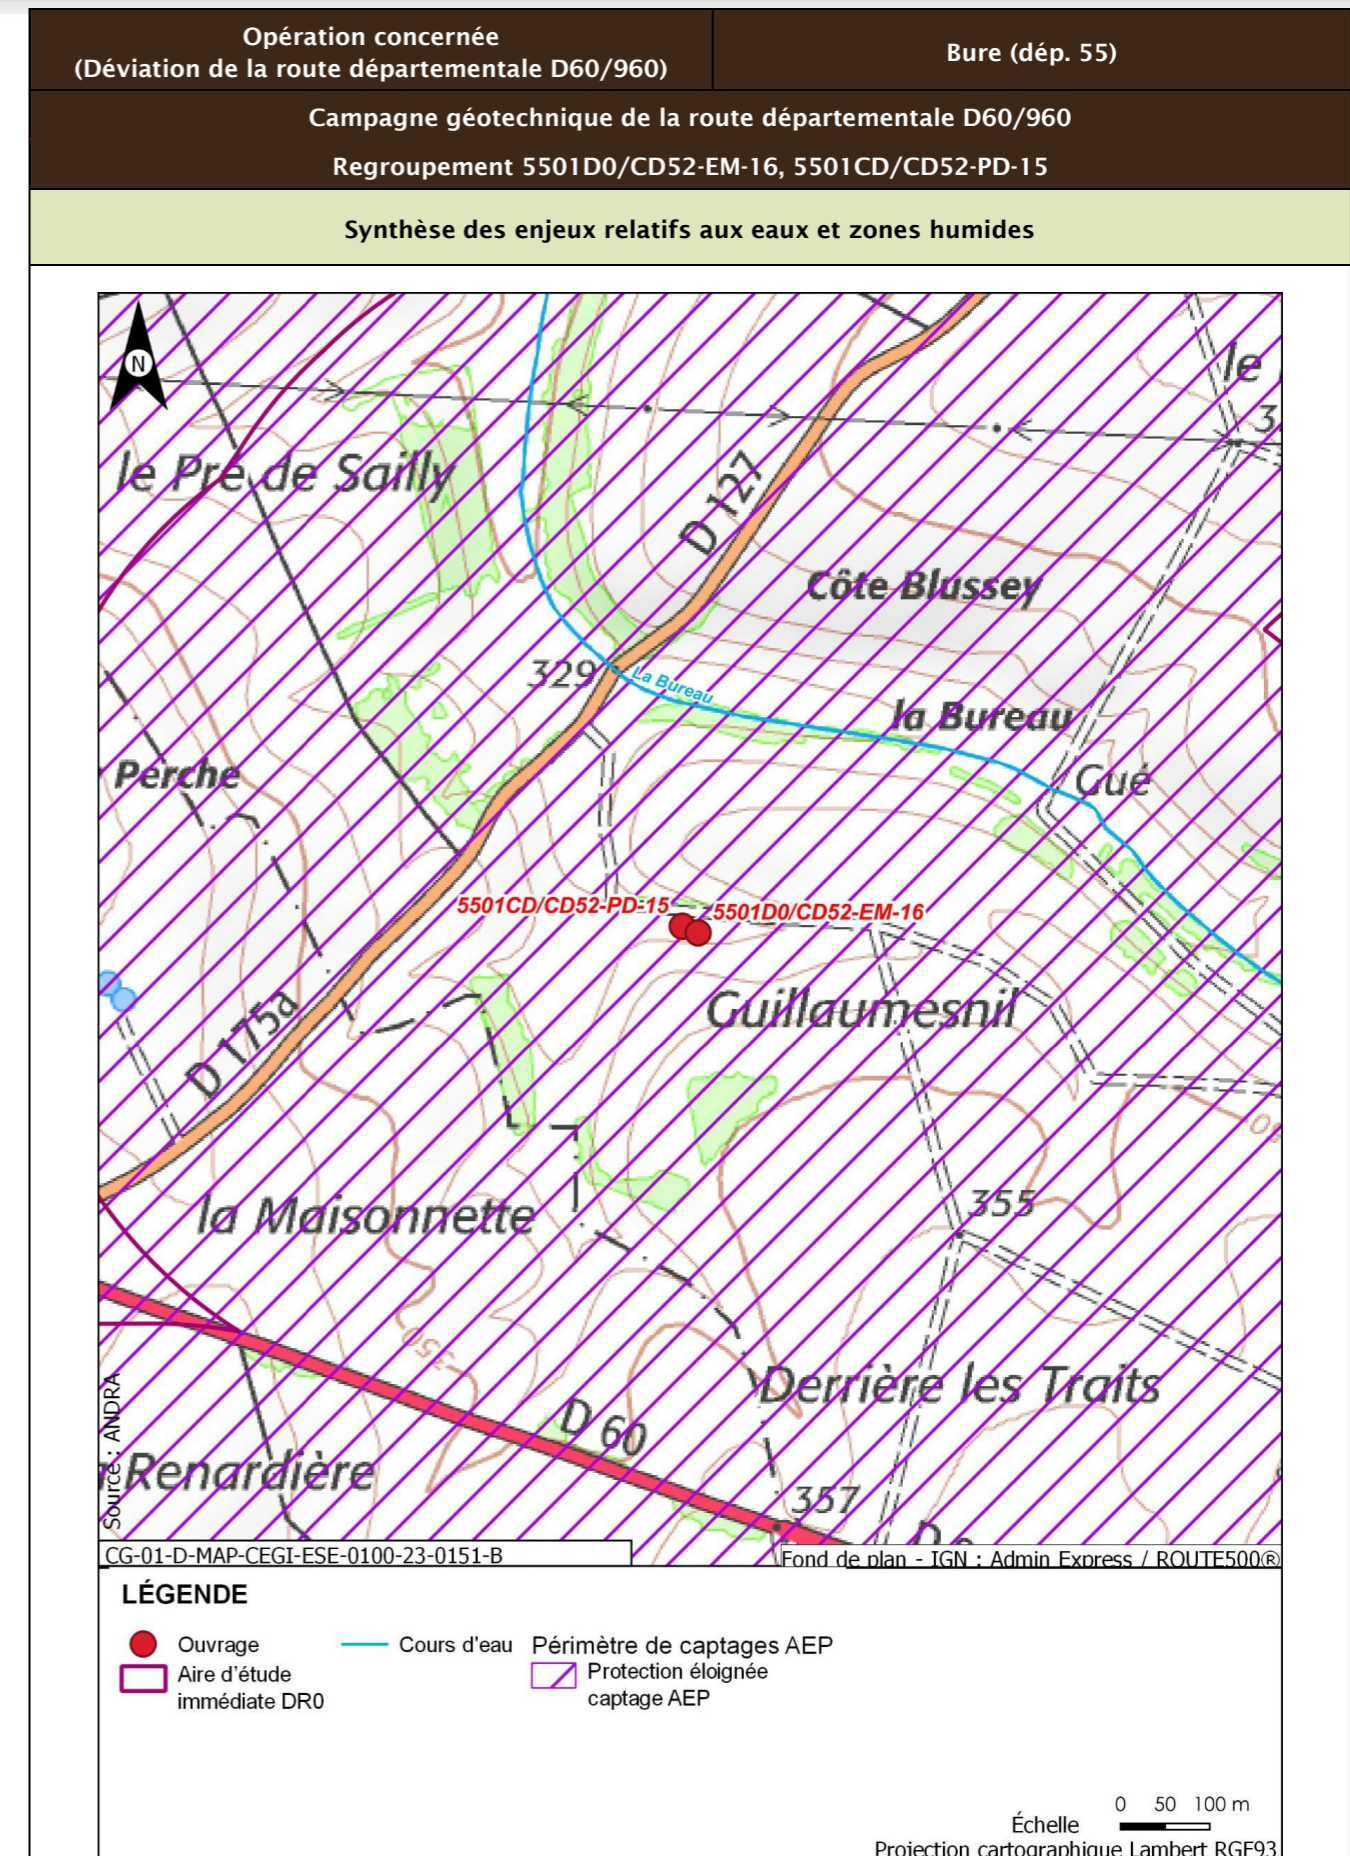 Opération concernée
(Déviation de la route départementale D60/960)
Bure (dép. 55)
Campagne géotechnique de la route départementale D60/960
Regroupement 5501D0/CD52-EM-16, 5501CD/CD52-PD-15
Synthèse des enjeux relatifs aux eaux et zones humides
N
le
3
le Pré de Sailly
D 127
Côte Blussey
329
La Bureau
la Bureau
Gué
Perche
5501CD/CD52-PD-15
5501D0/CD52-EM-16
Guillaumesnil
D 175a
355
la Maisonnette
350
Derrière les Traits
D 60
Renardière
357
Source : ANDRA
CG-01-D-MAP-CEGI-ESE-0100-23-0151-B
Fond de plan - IGN : Admin Express / ROUTE500®
LÉGENDE
Ouvrage
Cours d'eau
Périmètre de captages AEP
Aire d'étude
immédiate DR0
Protection éloignée
captage AEP
0 50 100 m
Échelle
Projection cartographique Lambert RGF93